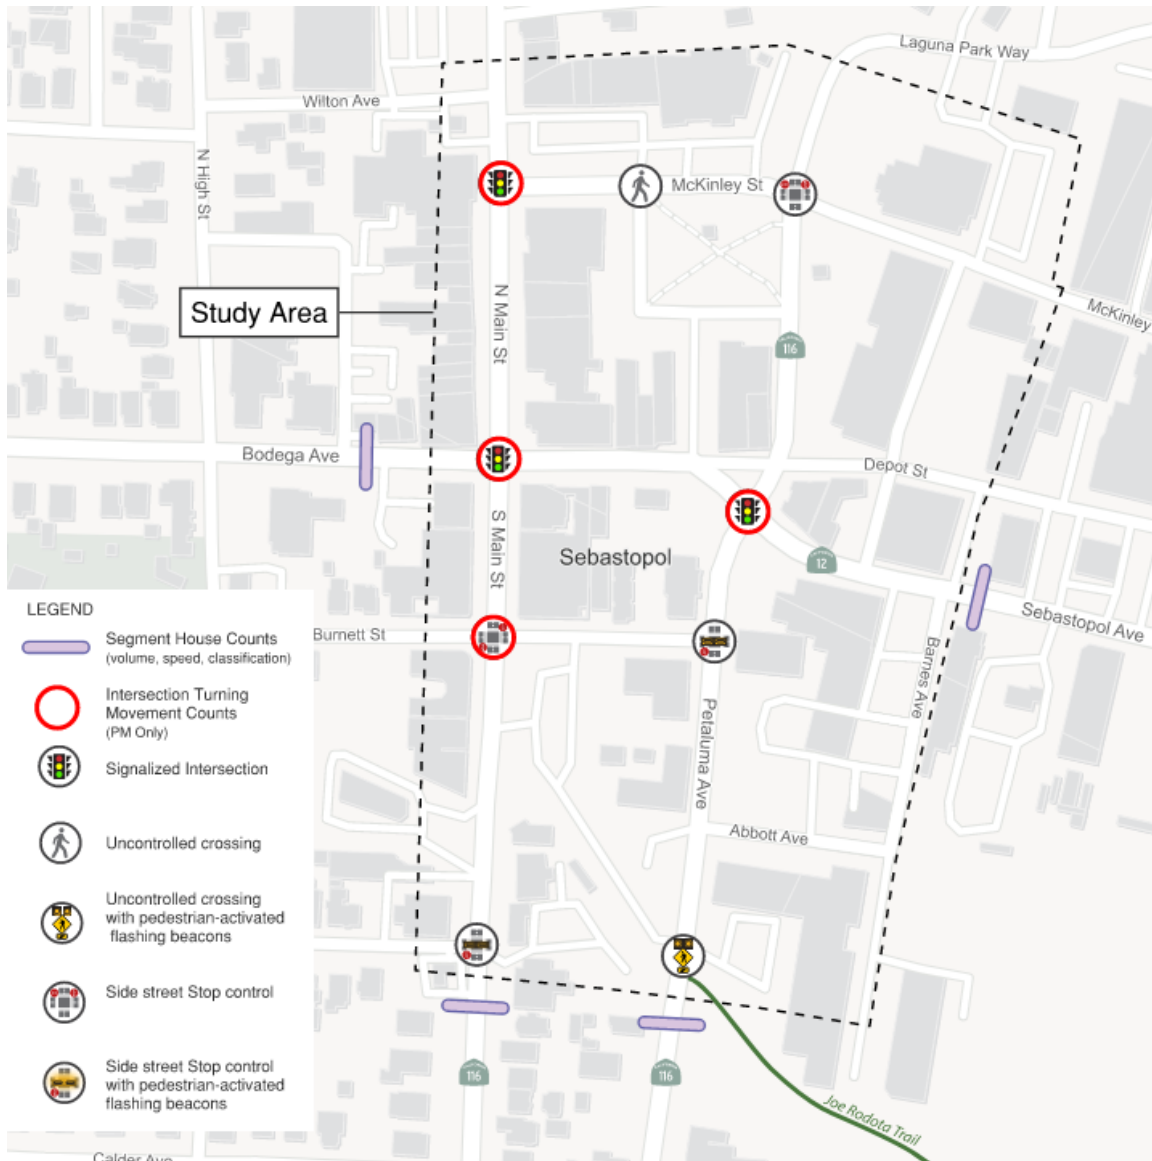 Laguna Park Way
Wilton Ave
N High St
McKinley St
Study Area
N Main St
116
McKinley
Bodega Ave
Depot St
S Main St
Sebastopol
12
LEGEND
Segment House Counts
(volume, speed, classification)
Intersection Turning
Movement Counts
(PM Only)
Signalized Intersection
Uncontrolled crossing
Uncontrolled crossing
with pedestrian-activated
flashing beacons
Side street Stop control
Side street Stop control
with pedestrian-activated
flashing beacons
Burnett St
Sebastopol Ave
Barnes Ave
Petaluma Ave
Abbott Ave
116
116
Joe Rodota Trail
Calder Ave